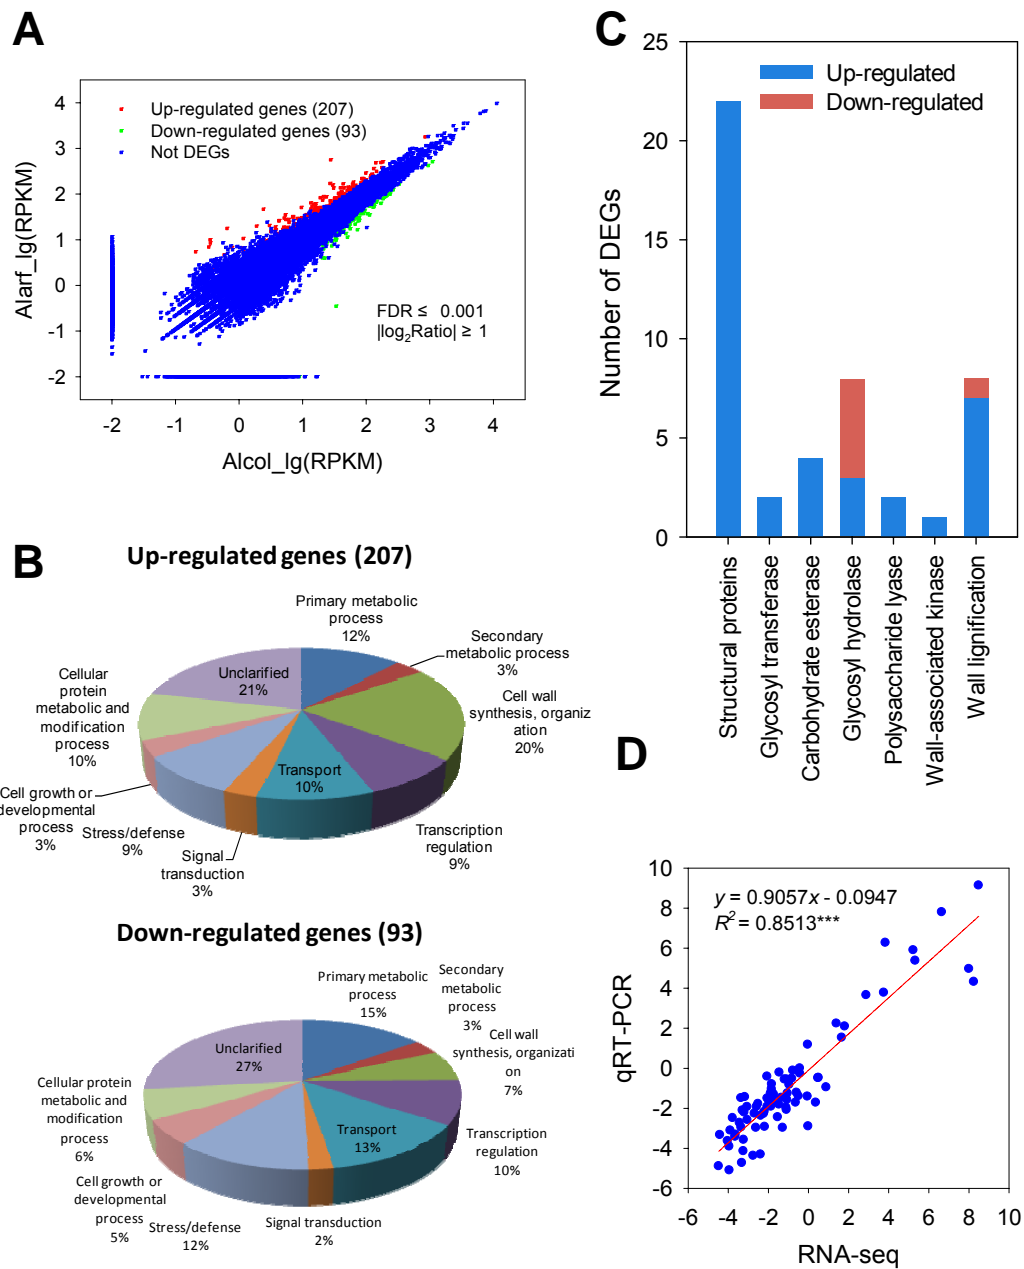 A
Up-regulated genes (207)
Down-regulated genes (93)
Not DEGs
4
3
2
1
0
-1
-2
Alarf_lg(RPKM)
FDR ≤ 0.001
|log2Ratio| ≥ 1
-2
-1
0
1
2
3
4
Alcol_lg(RPKM)
B
Up-regulated genes (207)
Primary metabolic
process
12%
Secondary
metabolic process
3%
Cell wall
synthesis, organiz
ation
20%
Transcription
regulation
9%
Transport
10%
Signal
transduction
3%
Stress/defense
9%
Cell growth or
developmental
process
3%
Cellular
protein
metabolic and
modification
process
10%
Unclarified
21%
Down-regulated genes (93)
Primary metabolic
process
15%
Secondary
metabolic
process
3%
Cell wall
synthesis, organizati
on
7%
Transcription
regulation
10%
Transport
13%
Signal transduction
2%
Stress/defense
12%
Cell growth or
developmental
process
5%
Cellular protein
metabolic and
modification
process
6%
Unclarified
27%
C
Up-regulated
Down-regulated
25
20
15
10
5
0
Number of DEGs
Structural proteins
Glycosyl transferase
Carbohydrate esterase
Glycosyl hydrolase
Polysaccharide lyase
Wall-associated kinase
Wall lignification
D
y = 0.9057x - 0.0947
R2 = 0.8513***
10
8
6
4
2
0
-2
-4
-6
qRT-PCR
-6
-4
-2
0
2
4
6
8
10
RNA-seq